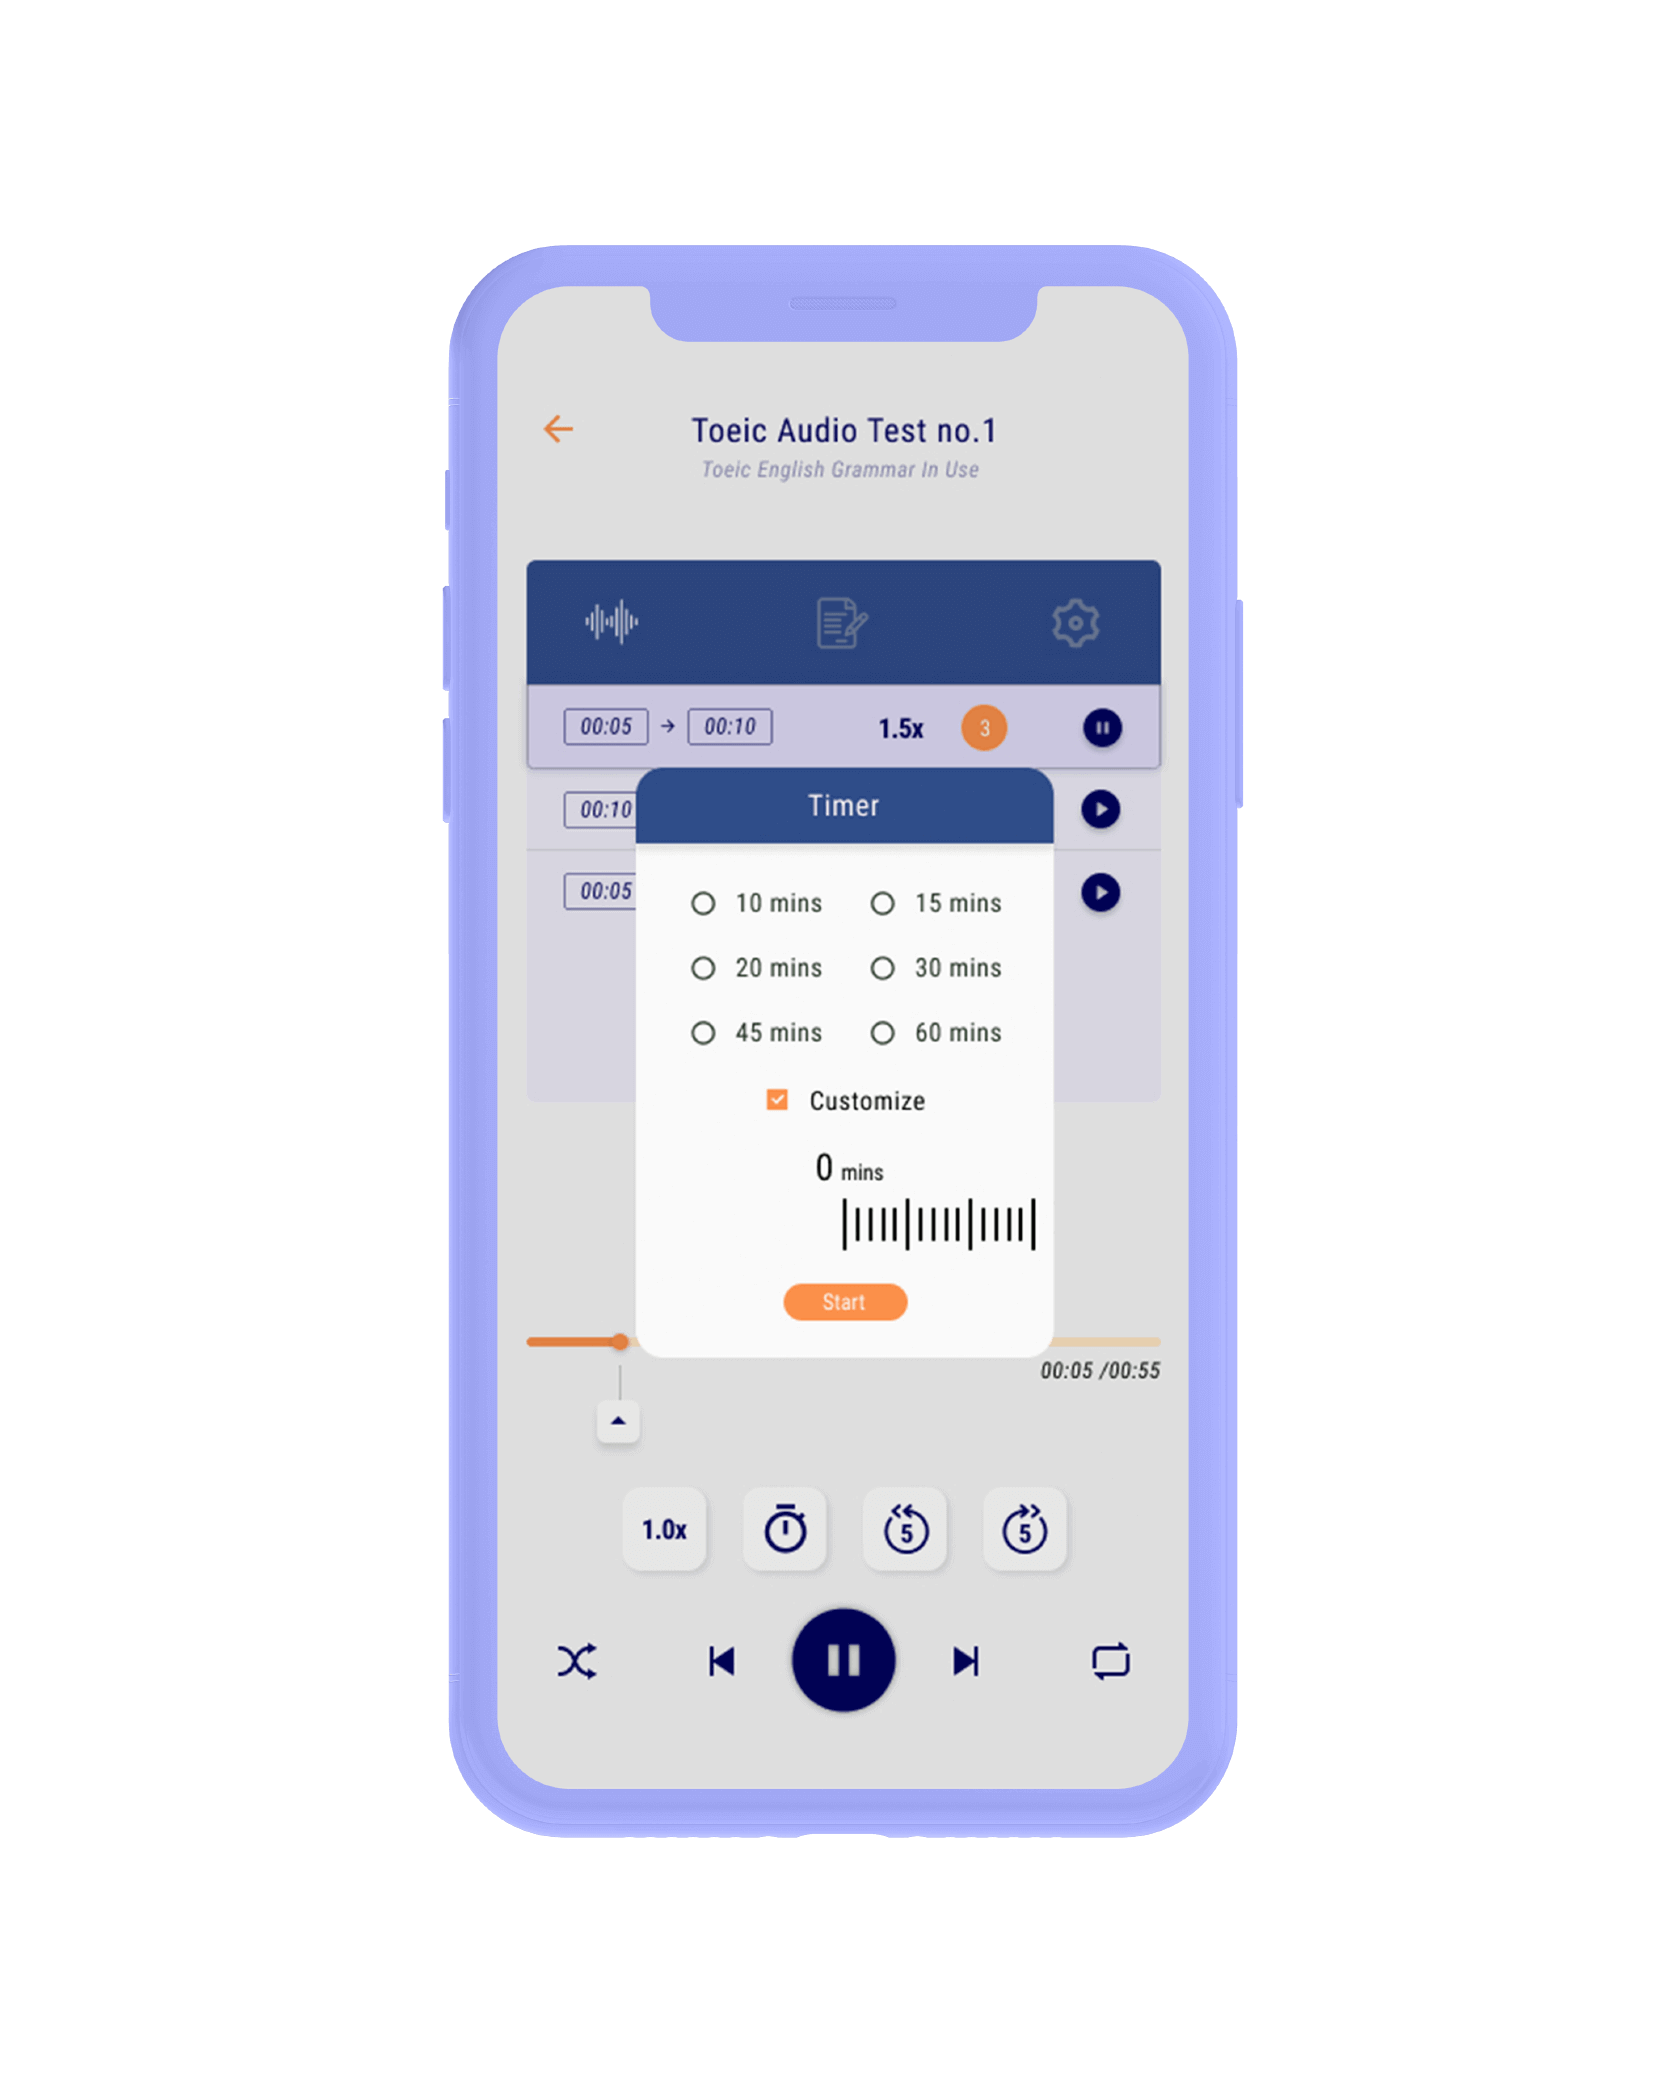 Toeic Audio Test no.1
Toeic English Grammar In Use
00:05 → 00:10 1.5x 3
00:10
Timer
00:05
10 mins 15 mins
20 mins 30 mins
45 mins 60 mins
Customize
0 mins
Start
00:05 /00:55
1.0x 5 5